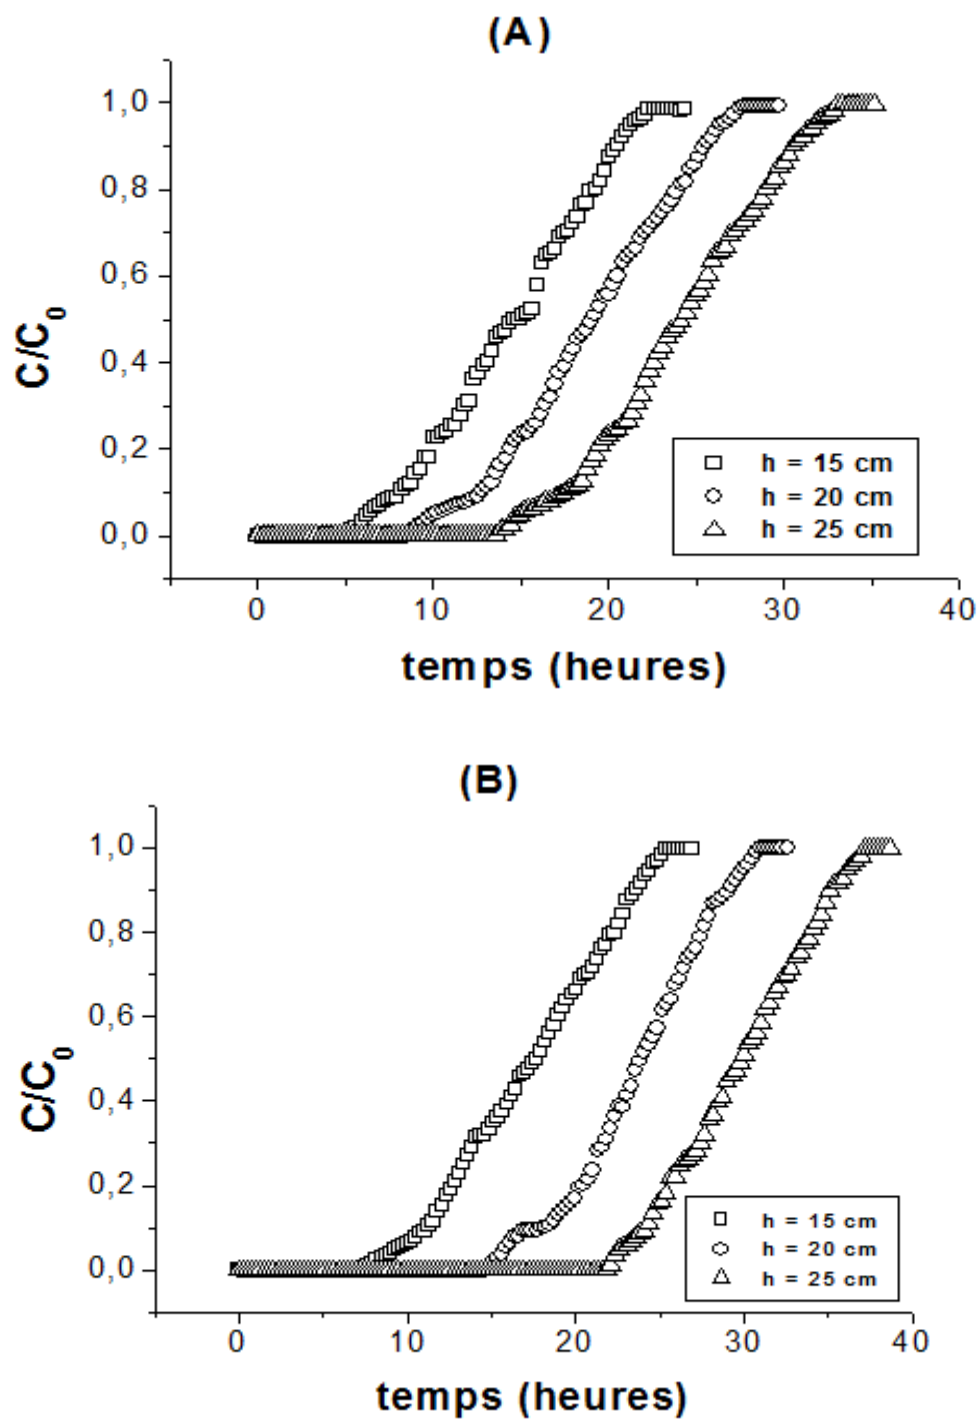 (A)
1,0
0,8
0,6
0,4
0,2
0,0
C/C0
h = 15 cm
h = 20 cm
h = 25 cm
0 10 20 30 40
temps (heures)
(B)
1,0
0,8
0,6
0,4
0,2
0,0
C/C0
h = 15 cm
h = 20 cm
h = 25 cm
0 10 20 30 40
temps (heures)